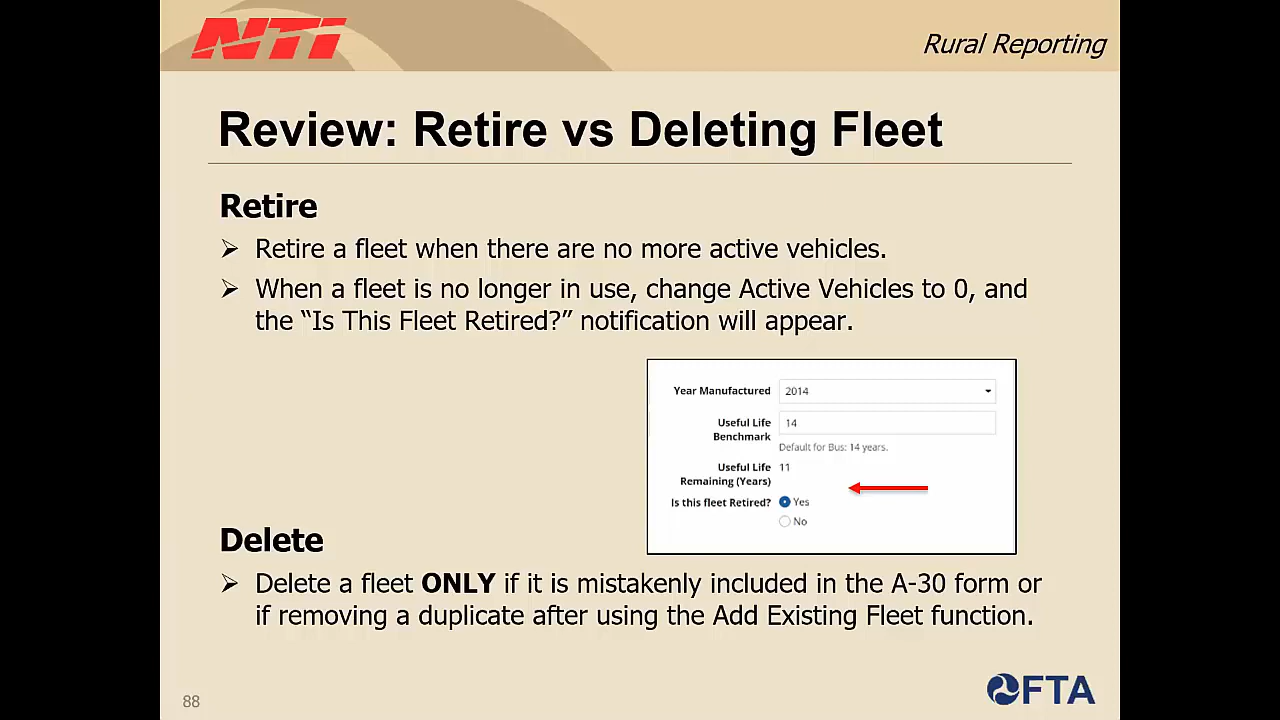 NTI
Rural Reporting
Review: Retire vs Deleting Fleet
Retire
Retire a fleet when there are no more active vehicles.
When a fleet is no longer in use, change Active Vehicles to 0, and
the “Is This Fleet Retired?” notification will appear.
Year Manufactured 2014
Useful Life
Benchmark 14
Default for Bus: 14 years.
Useful Life
Remaining (Years) 11
Is this fleet Retired? Yes
No
Delete
Delete a fleet ONLY if it is mistakenly included in the A-30 form or
if removing a duplicate after using the Add Existing Fleet function.
88
FTA